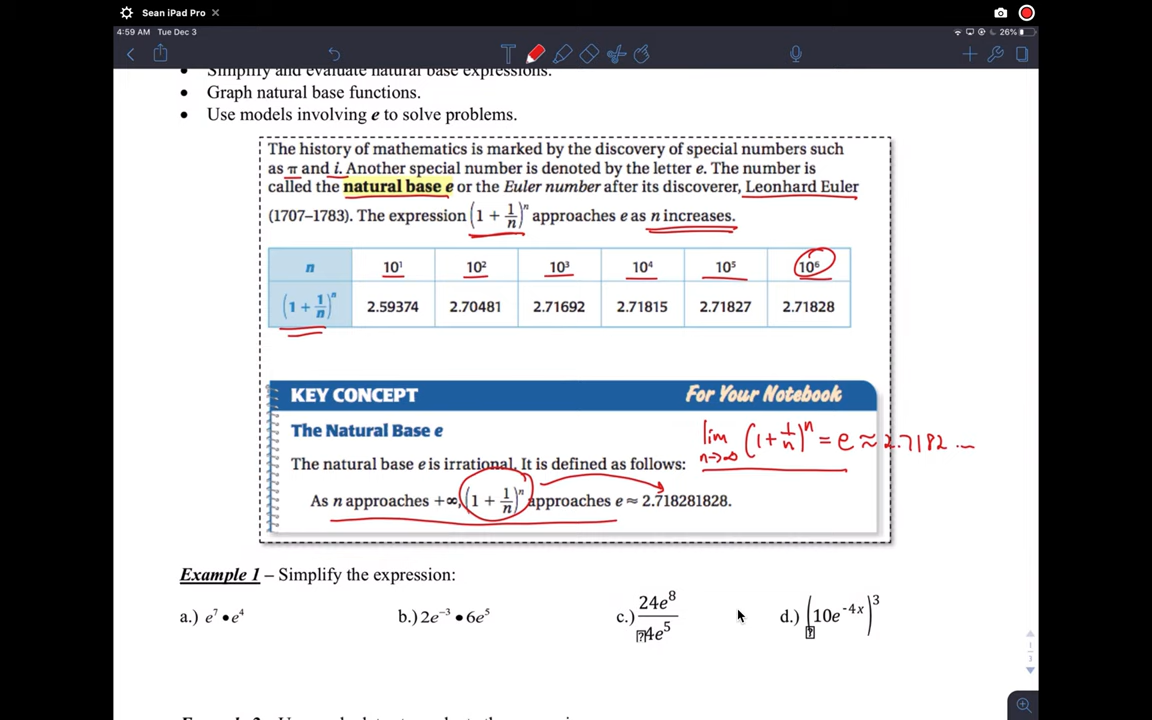 Sean iPad Pro ×
4:59 AM Tue Dec 3
26%
• Simplify and evaluate natural base expressions.
• Graph natural base functions.
• Use models involving e to solve problems.
The history of mathematics is marked by the discovery of special numbers such
as π and i. Another special number is denoted by the letter e. The number is
called the natural base e or the Euler number after its discoverer, Leonhard Euler
(1707–1783). The expression (1 + 1/n)^n approaches e as n increases.
n 10¹ 10² 10³ 10⁴ 10⁵ 10⁶
(1 + 1/n)^n 2.59374 2.70481 2.71692 2.71815 2.71827 2.71828
KEY CONCEPT For Your Notebook
The Natural Base e
lim n→∞ (1 + 1/n)^n = e ≈ 2.7182 ...
The natural base e is irrational. It is defined as follows:
As n approaches +∞, (1 + 1/n)^n approaches e ≈ 2.718281828.
Example 1 – Simplify the expression:
a.) e⁷ • e⁴ b.) 2e⁻³ • 6e⁵ c.) 24e⁸/4e⁵ d.) (10e^-4x)³